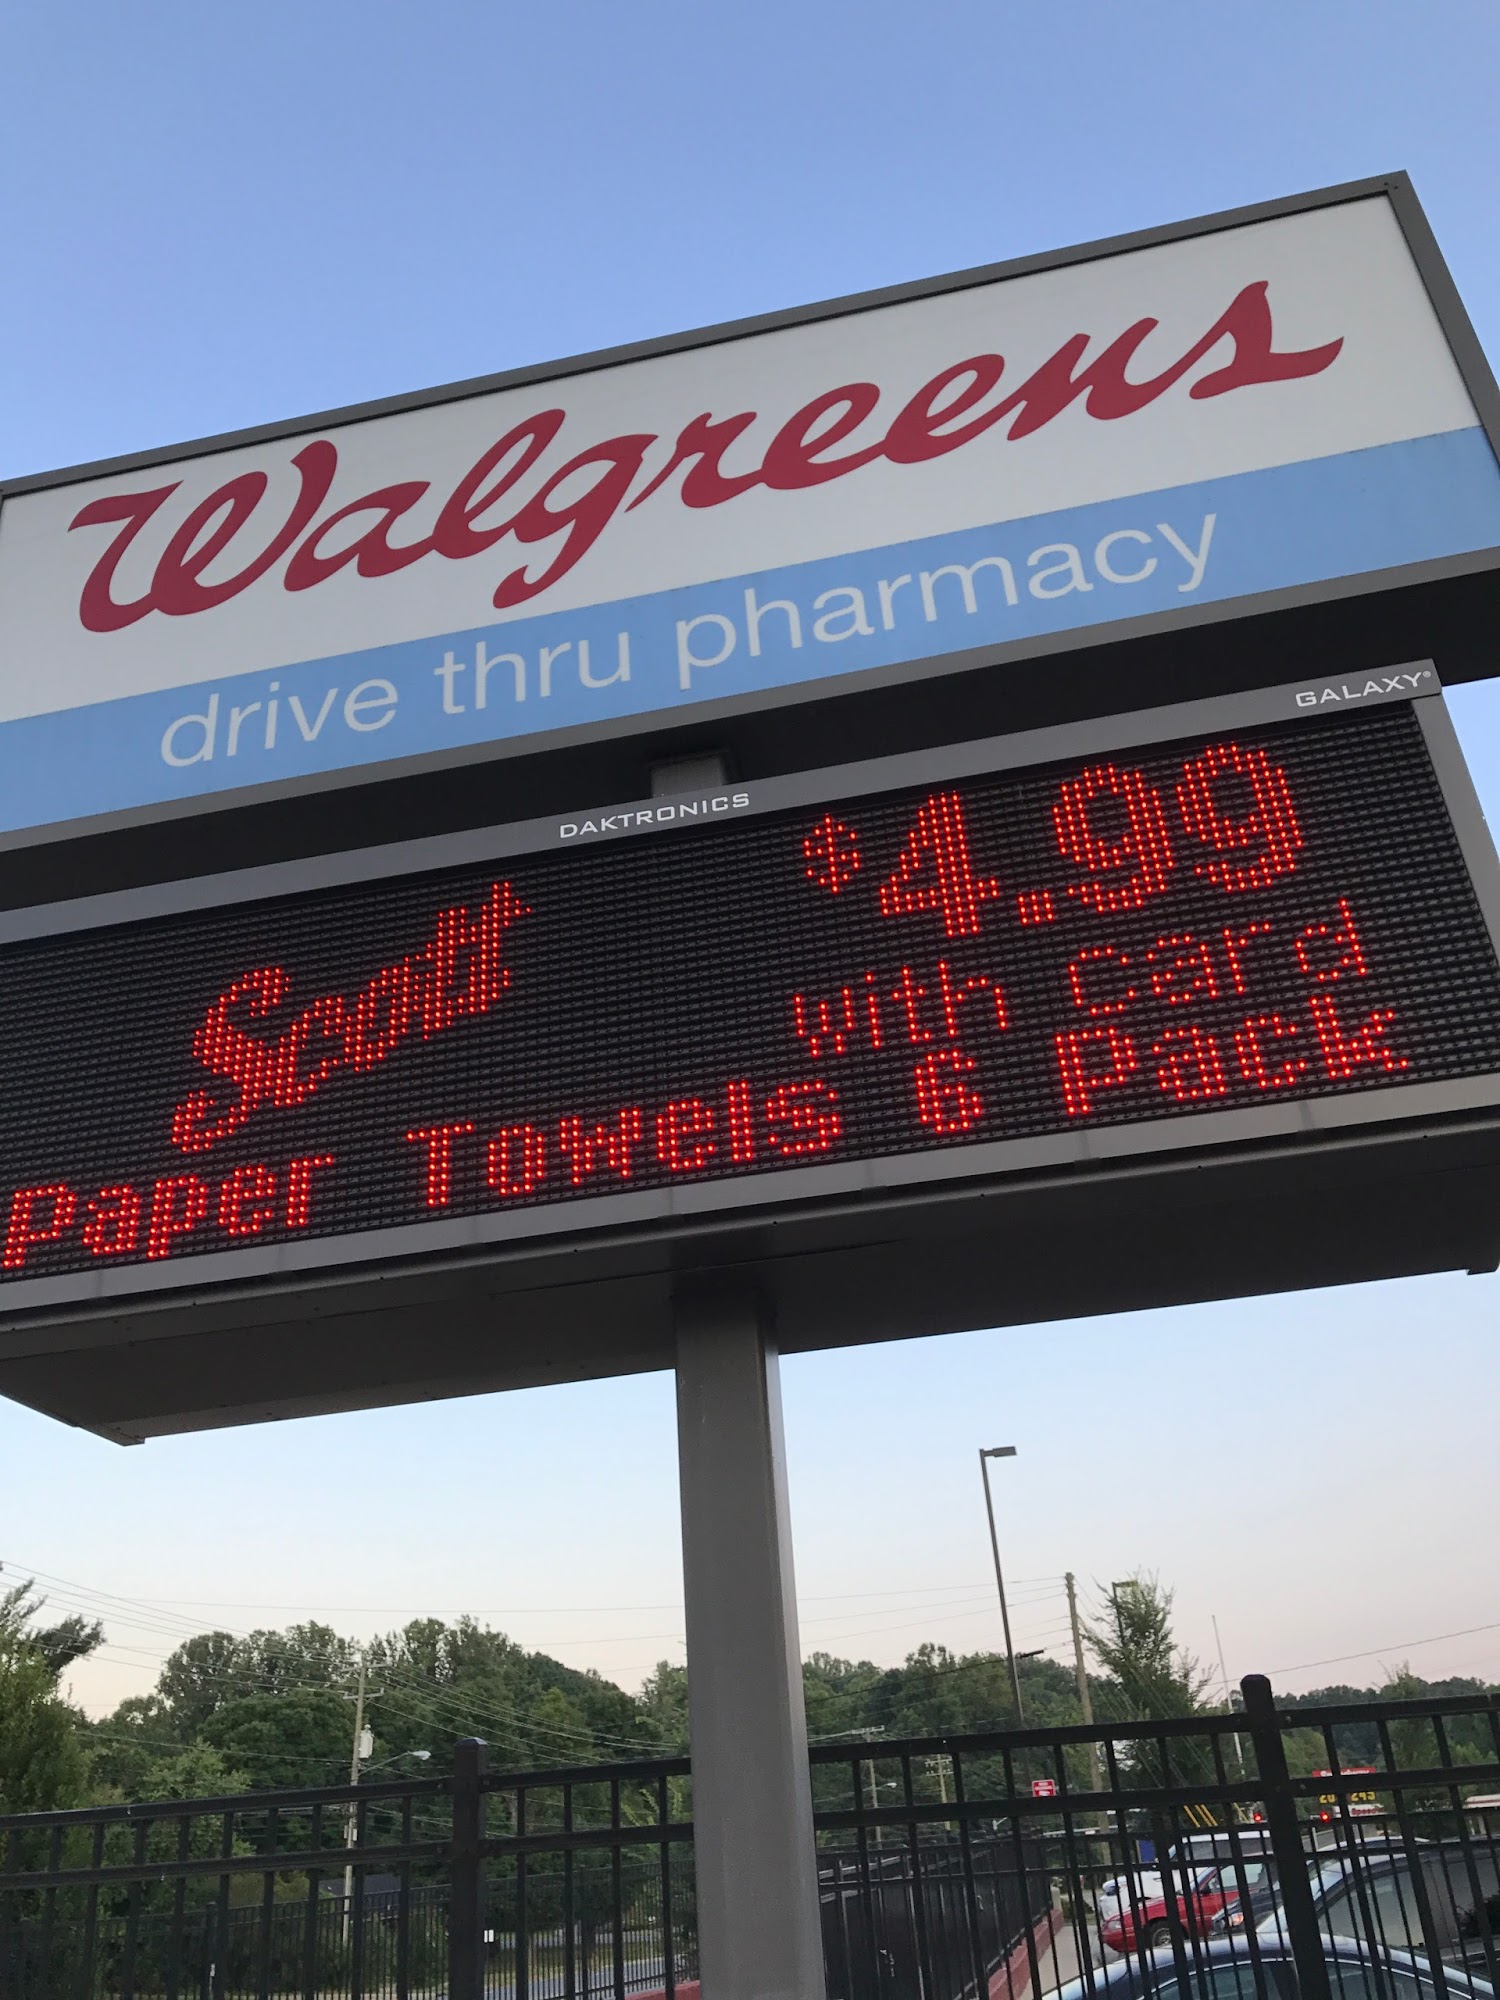 Walgreens
drive thru pharmacy
DAKTRONICS
GALAXY®
Scott
$4.99
with card
Paper Towels 6 Pack